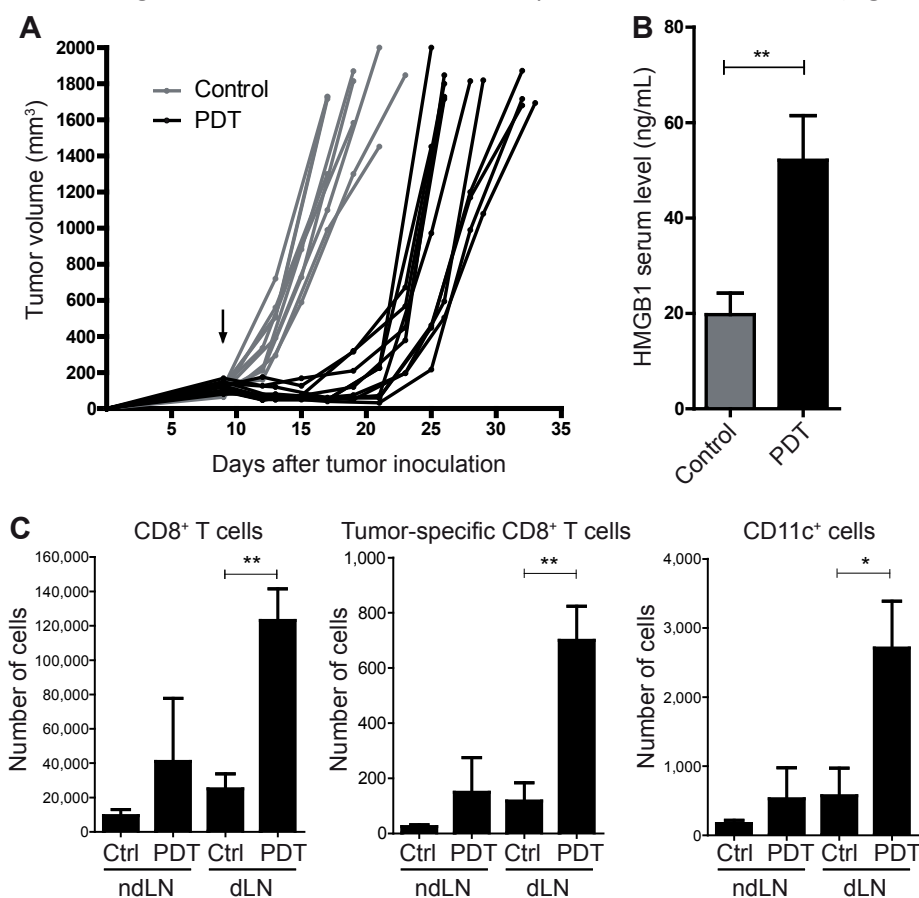 A
2000
1800
1600
1400
1200
1000
800
600
400
200
0
Tumor volume (mm³)
Control
PDT
5 10 15 20 25 30 35
Days after tumor inoculation
B
80
60
40
20
0
HMGB1 serum level (ng/mL)
**
Control PDT
C
CD8⁺ T cells
160,000
140,000
120,000
100,000
80,000
60,000
40,000
20,000
0
Number of cells
**
Ctrl PDT Ctrl PDT
ndLN dLN
Tumor-specific CD8⁺ T cells
1,000
800
600
400
200
0
Number of cells
**
Ctrl PDT Ctrl PDT
ndLN dLN
CD11c⁺ cells
4,000
3,000
2,000
1,000
0
Number of cells
*
Ctrl PDT Ctrl PDT
ndLN dLN